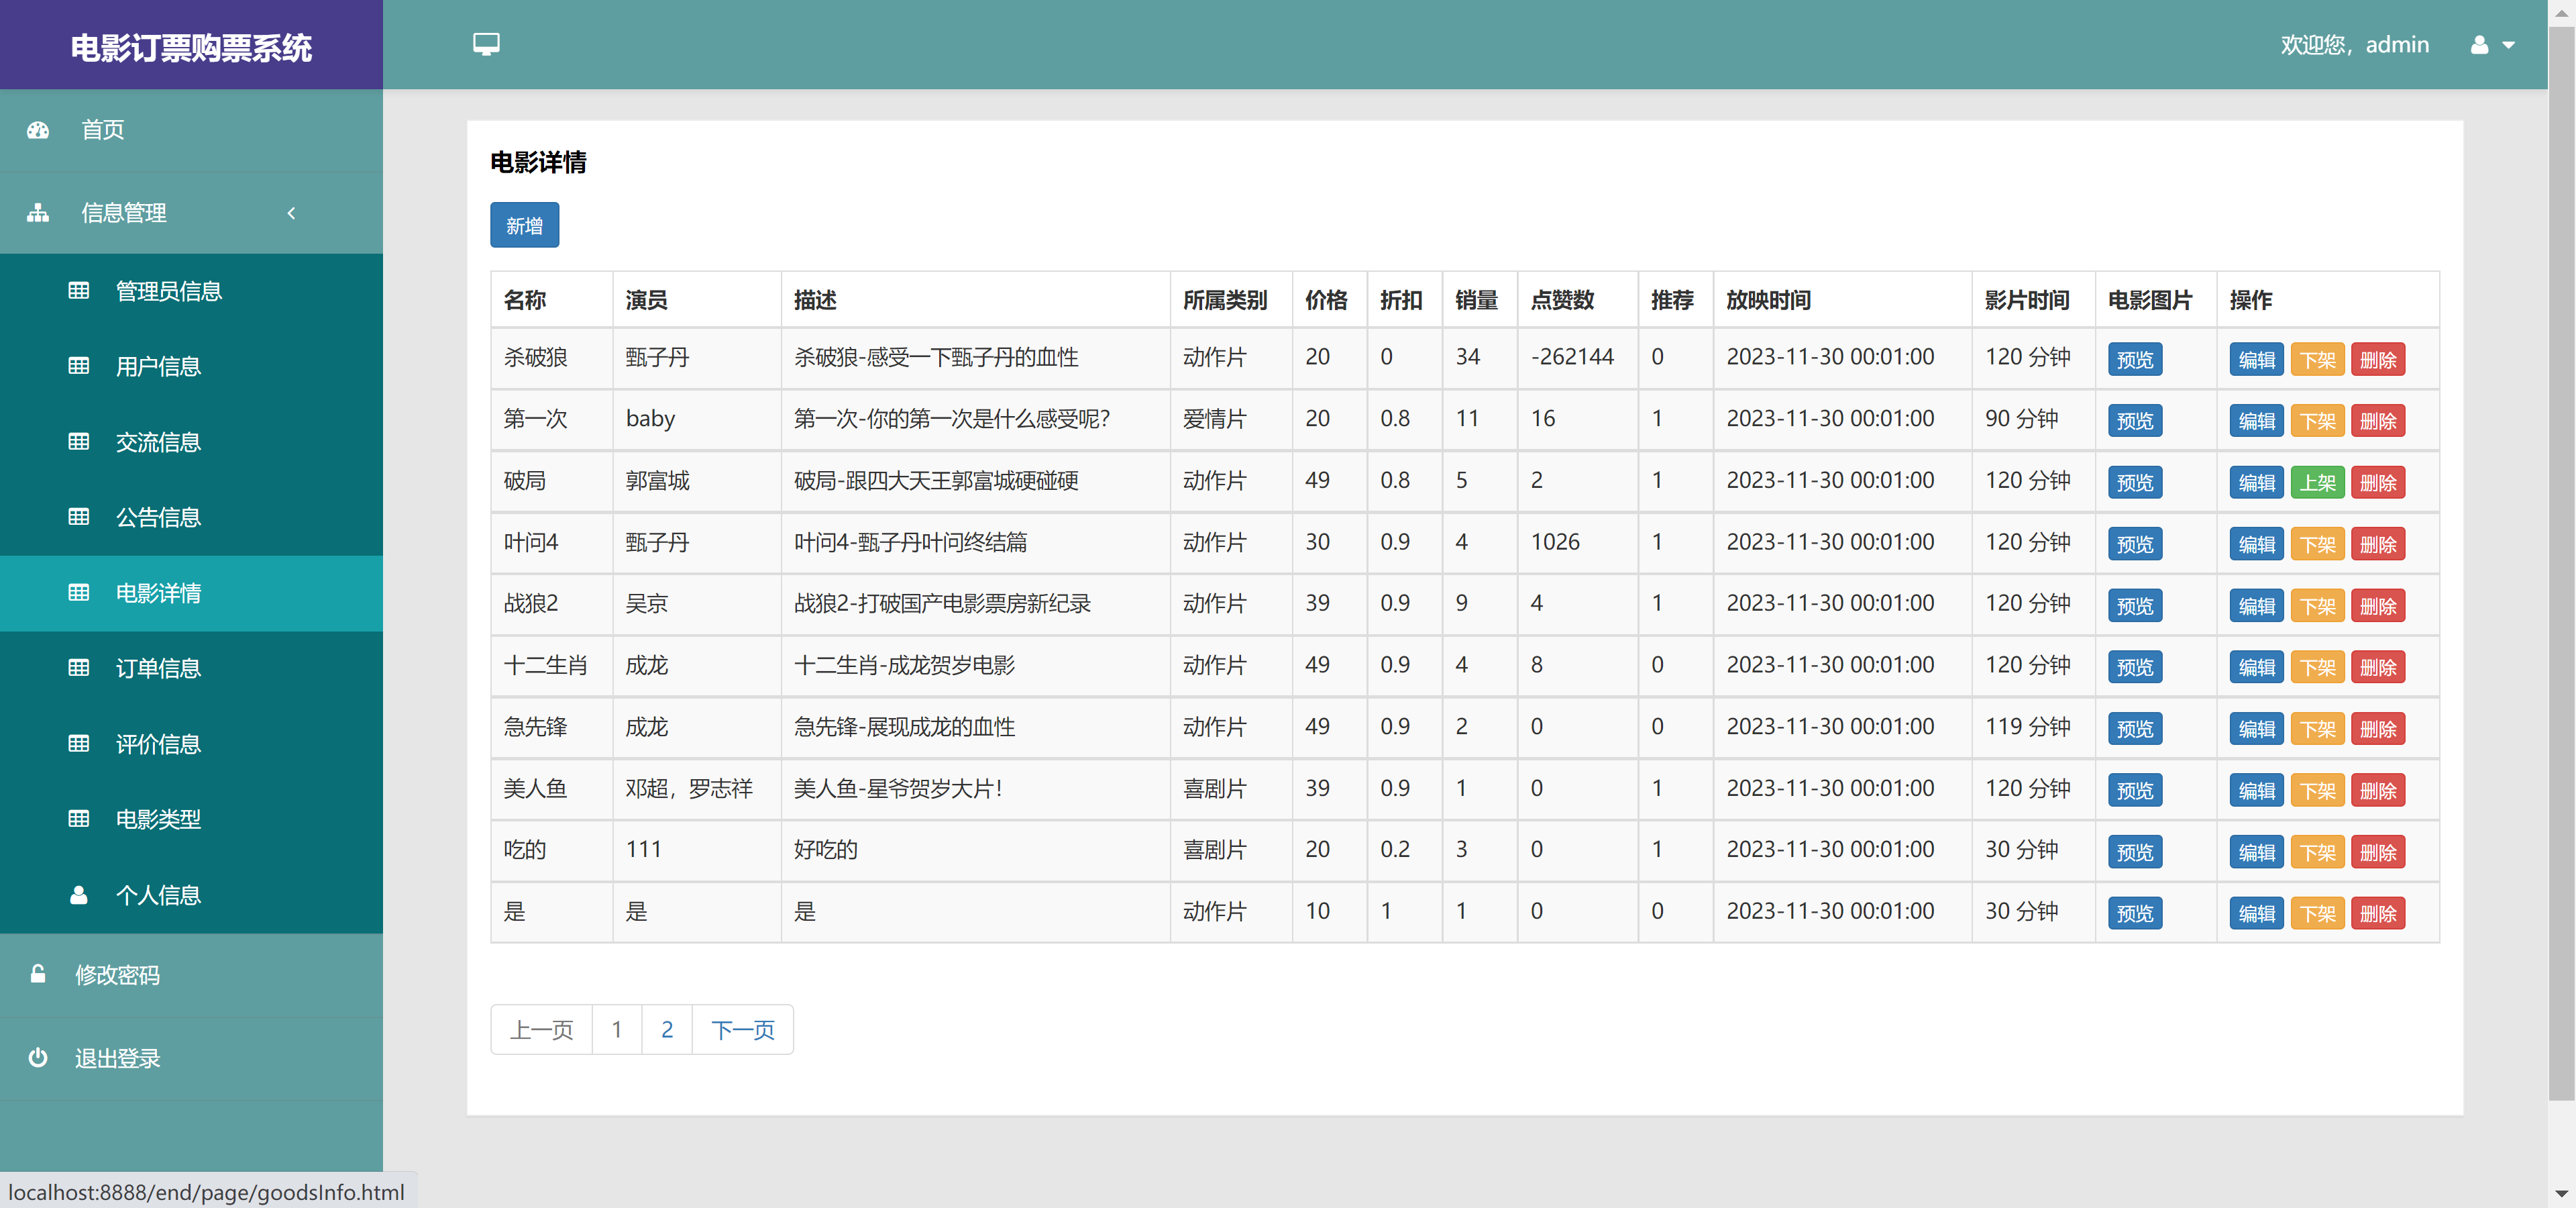 电影订票购票系统
欢迎您，admin
首页
信息管理
管理员信息
用户信息
交流信息
公告信息
电影详情
订单信息
评价信息
电影类型
个人信息
修改密码
退出登录
电影详情
新增
名称 演员 描述 所属类别 价格 折扣 销量 点赞数 推荐 放映时间 影片时间 电影图片 操作
杀破狼 甄子丹 杀破狼-感受一下甄子丹的血性 动作片 20 0 34 -262144 0 2023-11-30 00:01:00 120 分钟 预览 编辑 下架 删除
第一次 baby 第一次-你的第一次是什么感受呢？ 爱情片 20 0.8 11 16 1 2023-11-30 00:01:00 90 分钟 预览 编辑 下架 删除
破局 郭富城 破局-跟四大天王郭富城硬碰硬 动作片 49 0.8 5 2 1 2023-11-30 00:01:00 120 分钟 预览 编辑 上架 删除
叶问4 甄子丹 叶问4-甄子丹叶问终结篇 动作片 30 0.9 4 1026 1 2023-11-30 00:01:00 120 分钟 预览 编辑 下架 删除
战狼2 吴京 战狼2-打破国产电影票房新纪录 动作片 39 0.9 9 4 1 2023-11-30 00:01:00 120 分钟 预览 编辑 下架 删除
十二生肖 成龙 十二生肖-成龙贺岁电影 动作片 49 0.9 4 8 0 2023-11-30 00:01:00 120 分钟 预览 编辑 下架 删除
急先锋 成龙 急先锋-展现成龙的血性 动作片 49 0.9 2 0 0 2023-11-30 00:01:00 119 分钟 预览 编辑 下架 删除
美人鱼 邓超，罗志祥 美人鱼-星爷贺岁大片！ 喜剧片 39 0.9 1 0 1 2023-11-30 00:01:00 120 分钟 预览 编辑 下架 删除
吃的 111 好吃的 喜剧片 20 0.2 3 0 1 2023-11-30 00:01:00 30 分钟 预览 编辑 下架 删除
是 是 是 动作片 10 1 1 0 0 2023-11-30 00:01:00 30 分钟 预览 编辑 下架 删除
上一页 1 2 下一页
localhost:8888/end/page/goodsInfo.html